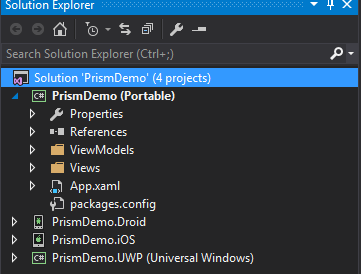 Solution Explorer
Search Solution Explorer (Ctrl+;)
Solution 'PrismDemo' (4 projects)
C# PrismDemo (Portable)
Properties
References
ViewModels
Views
App.xaml
packages.config
PrismDemo.Droid
PrismDemo.iOS
C# PrismDemo.UWP (Universal Windows)